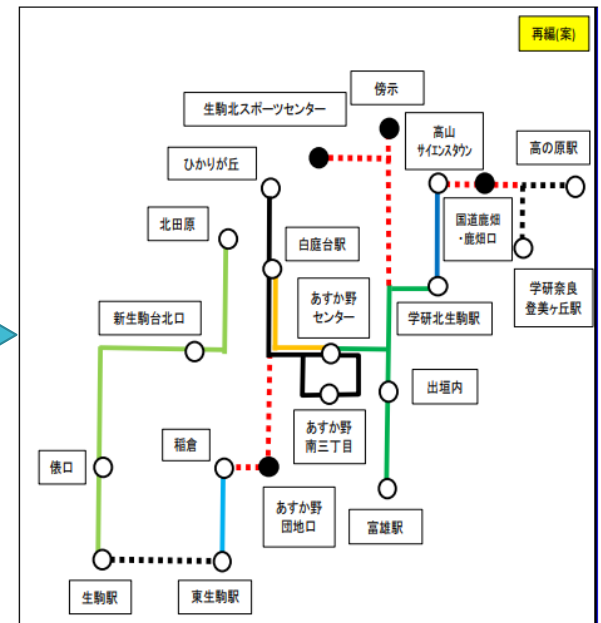 再編(案)
傍示
生駒北スポーツセンター
高山
サイエンスタウン
高の原駅
ひかりが丘
国道鹿畑
・鹿畑口
北田原
白庭台駅
あすか野
センター
学研北生駒駅
学研奈良
登美ヶ丘駅
新生駒台北口
出垣内
あすか野
南三丁目
稲倉
俵口
あすか野
団地口
富雄駅
生駒駅
東生駒駅